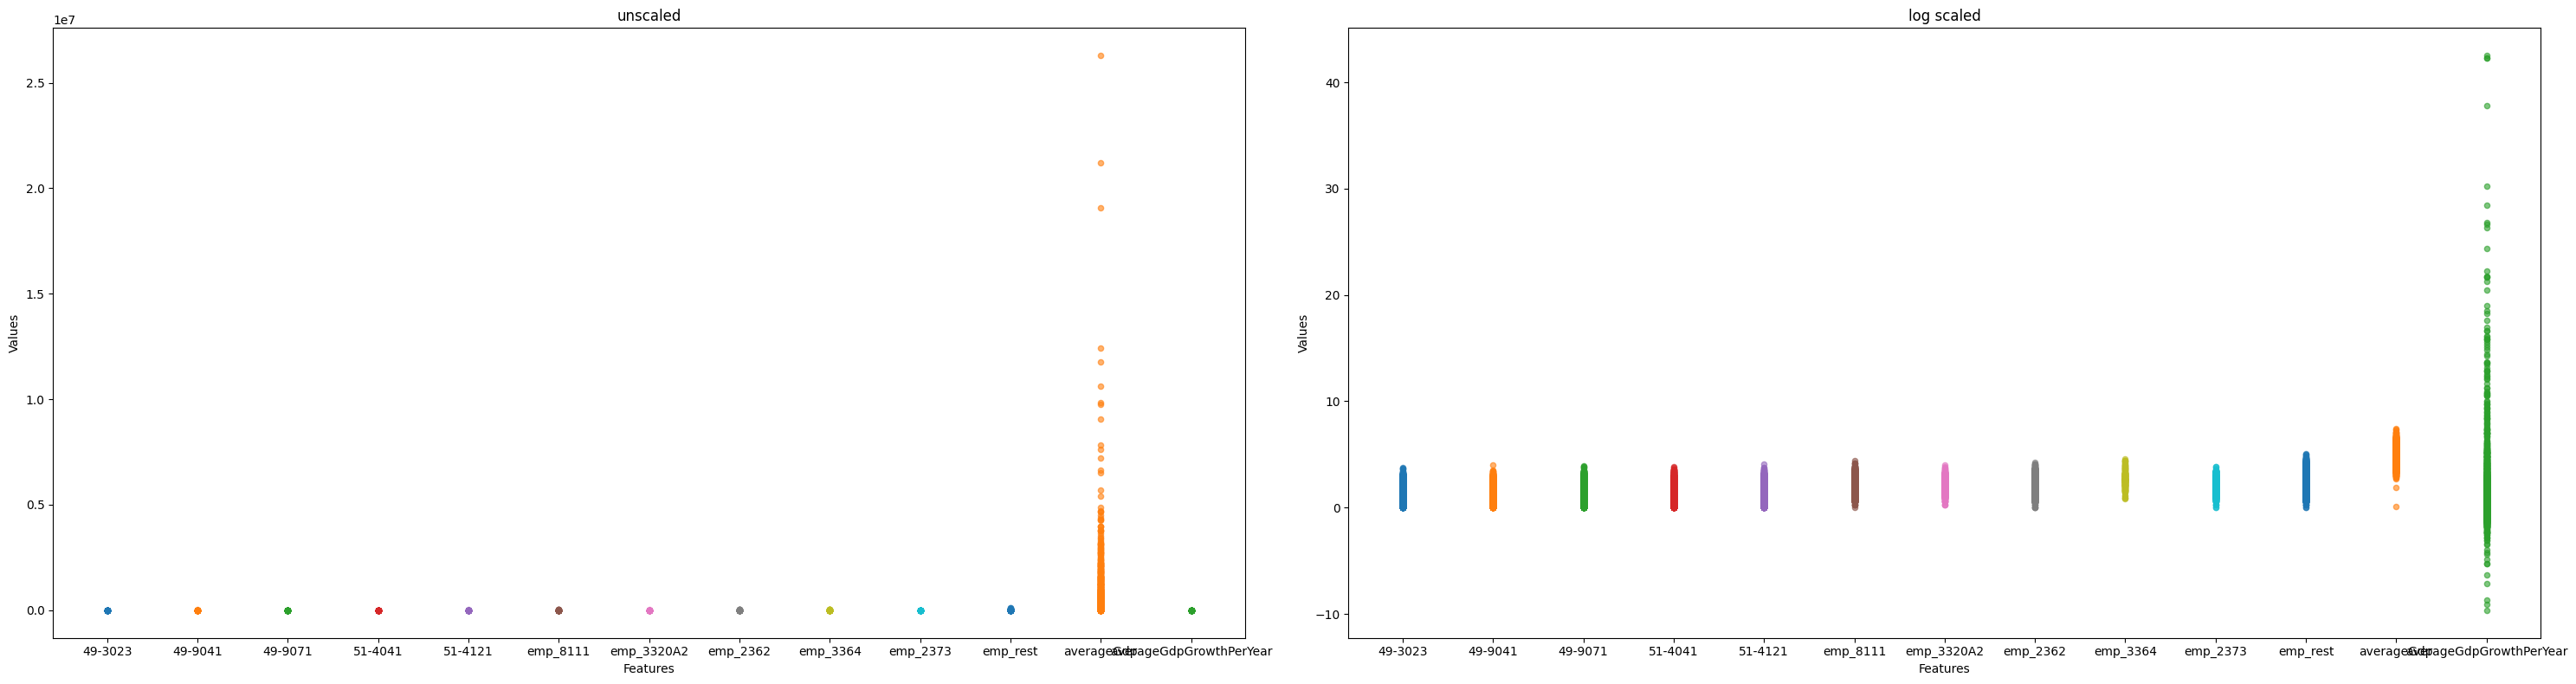 unscaled
1e7
2.5
2.0
1.5
1.0
0.5
0.0
Values
49-3023 49-9041 49-9071 51-4041 51-4121 emp_8111 emp_3320A2 emp_2362 emp_3364 emp_2373 emp_rest averageGdp averageGdpGrowthPerYear
Features
log scaled
40
30
20
10
0
−10
Values
49-3023 49-9041 49-9071 51-4041 51-4121 emp_8111 emp_3320A2 emp_2362 emp_3364 emp_2373 emp_rest averageGdp averageGdpGrowthPerYear
Features